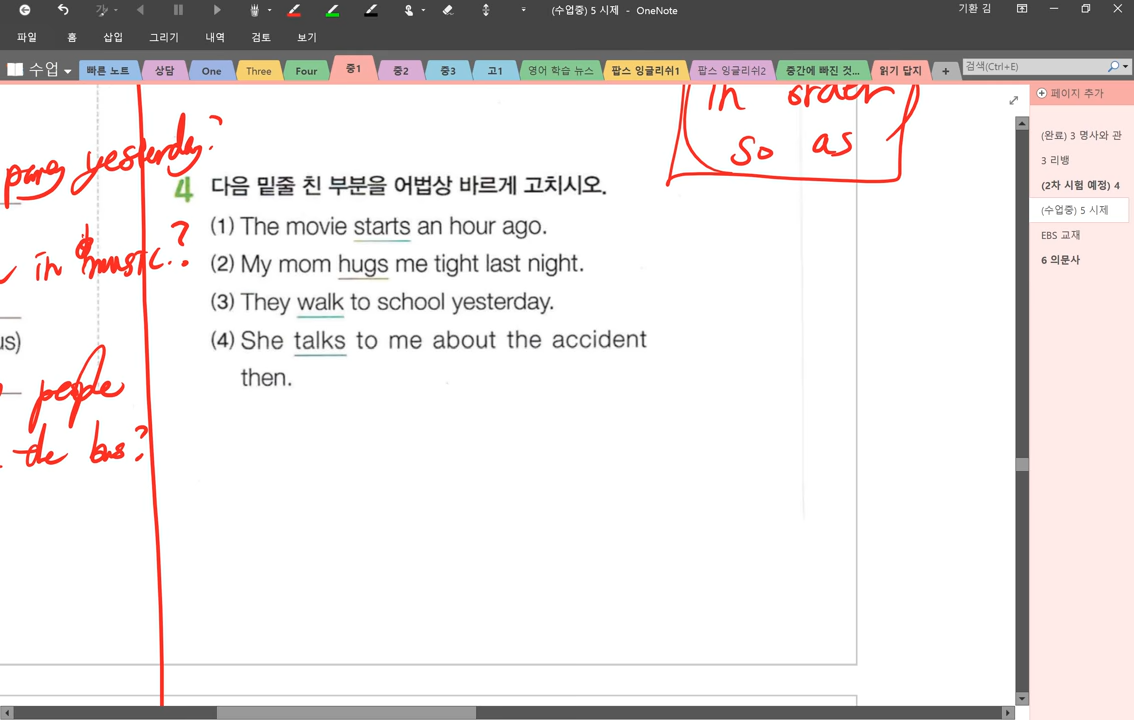 (수업중) 5 시제 - OneNote
기환 김
파일 홈 삽입 그리기 내역 검토 보기
수업 빠른 노트 상담 One Three Four 중1 중2 중3 고1 영어 학습 뉴스 팝스 잉글리쉬1 팝스 잉글리쉬2 중간에 빠진 것... 읽기 답지 + 검색(Ctrl+E)
페이지 추가
(완료) 3 명사와 관
3 리뱅
(2차 시험 예정) 4
(수업중) 5 시제
EBS 교재
6 의문사
in order
so as
yesterday?
in music.?
us)
people
the bus?
4 다음 밑줄 친 부분을 어법상 바르게 고치시오.
(1) The movie starts an hour ago.
(2) My mom hugs me tight last night.
(3) They walk to school yesterday.
(4) She talks to me about the accident
then.